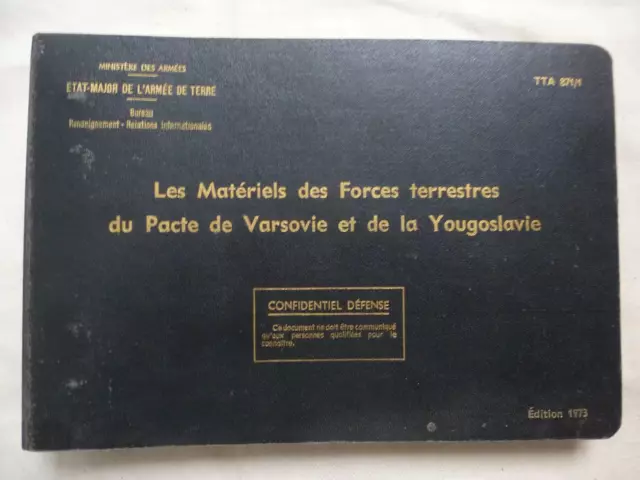 MINISTÈRE DES ARMÉES
ETAT-MAJOR DE L'ARMÉE DE TERRE
Bureau
Renseignement - Relations Internationales
TTA 871/1
Les Matériels des Forces terrestres
du Pacte de Varsovie et de la Yougoslavie
CONFIDENTIEL DÉFENSE
Ce document ne doit être communiqué
qu'aux personnes qualifiées pour le
connaître.
Édition 1973